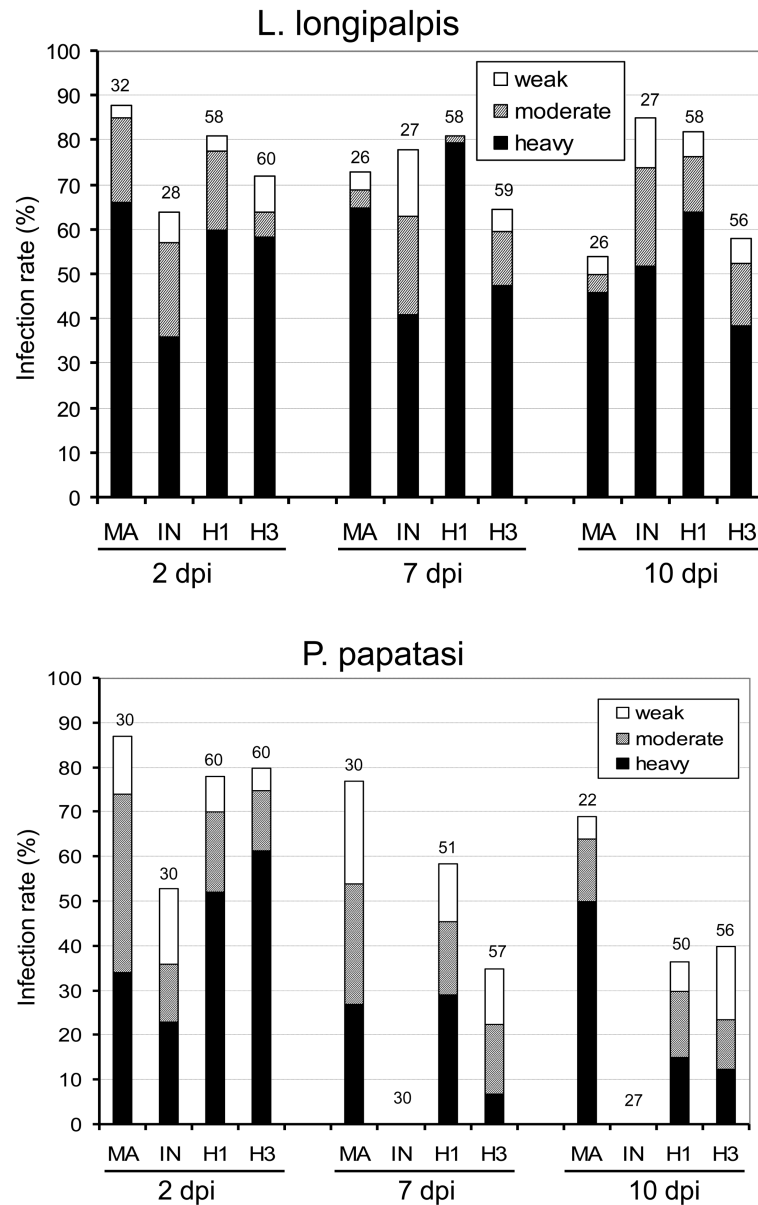 L. longipalpis
Infection rate (%)
100
90
80
70
60
50
40
30
20
10
0
weak
moderate
heavy
32 28 58 60 26 27 58 59 26 27 58 56
MA IN H1 H3 MA IN H1 H3 MA IN H1 H3
2 dpi 7 dpi 10 dpi
P. papatasi
Infection rate (%)
100
90
80
70
60
50
40
30
20
10
0
weak
moderate
heavy
30 30 60 60 30 30 51 57 22 27 50 56
MA IN H1 H3 MA IN H1 H3 MA IN H1 H3
2 dpi 7 dpi 10 dpi